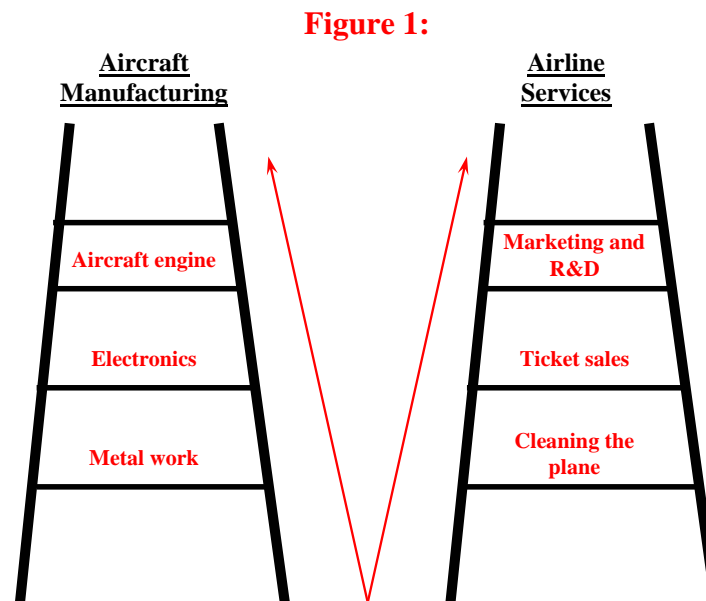 Figure 1:
Aircraft
Manufacturing
Airline
Services
Aircraft engine
Electronics
Metal work
Marketing and
R&D
Ticket sales
Cleaning the
plane